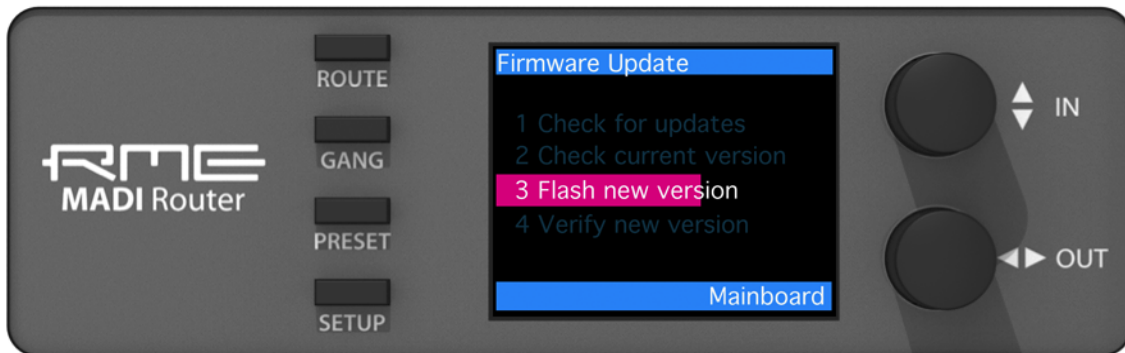 RME
MADI Router
ROUTE
GANG
PRESET
SETUP
Firmware Update
1 Check for updates
2 Check current version
3 Flash new version
4 Verify new version
Mainboard
IN
OUT